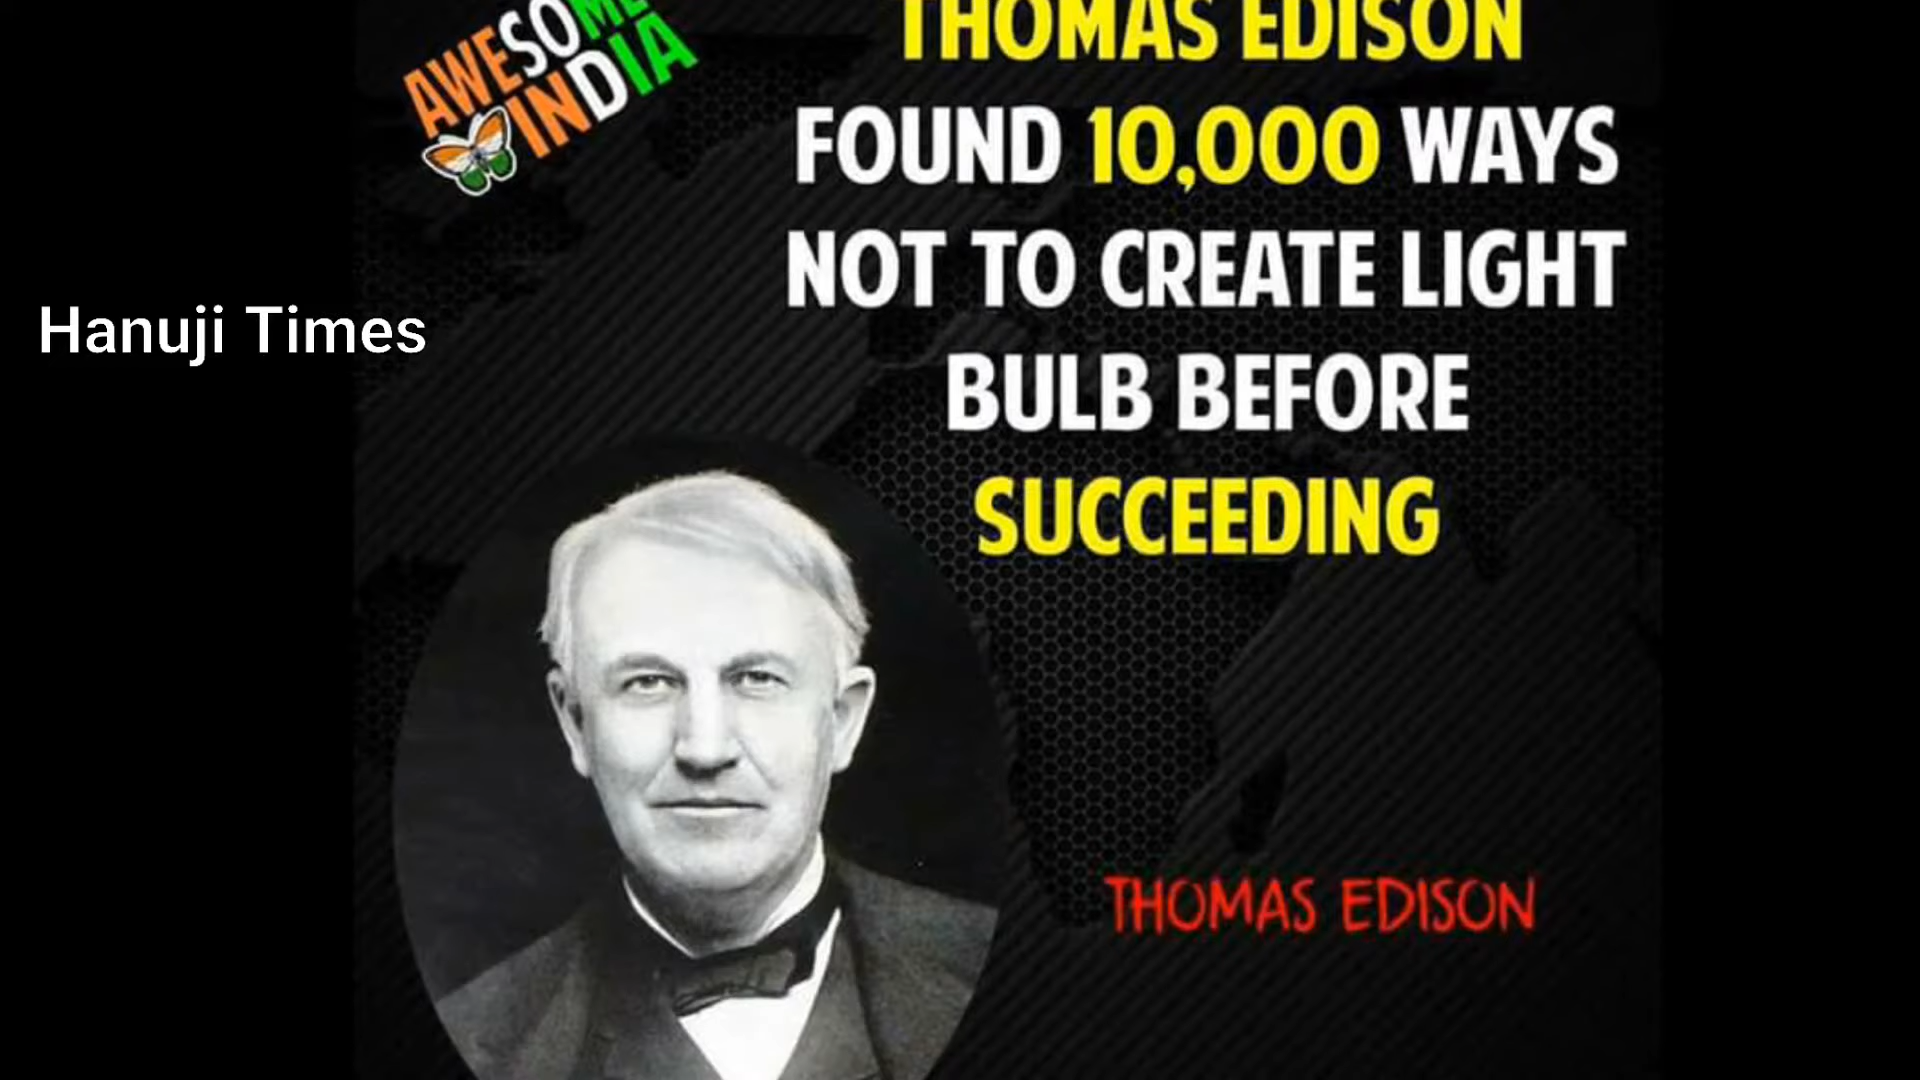 AWESOME
INDIA
THOMAS EDISON
FOUND 10,000 WAYS
NOT TO CREATE LIGHT
BULB BEFORE
SUCCEEDING
Hanuji Times
THOMAS EDISON